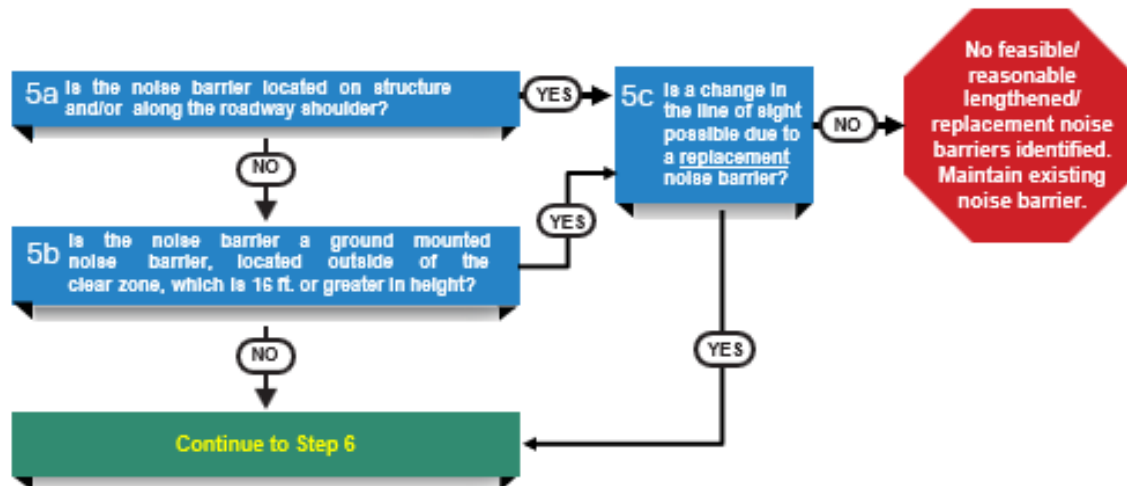 5a Is the noise barrier located on structure
and/or along the roadway shoulder?
YES
NO
5b Is the noise barrier a ground mounted
noise barrier, located outside of the
clear zone, which is 16 ft. or greater in height?
YES
NO
5c Is a change in
the line of sight
possible due to
a replacement
noise barrier?
NO
YES
No feasible/
reasonable
lengthened/
replacement noise
barriers identified.
Maintain existing
noise barrier.
Continue to Step 6